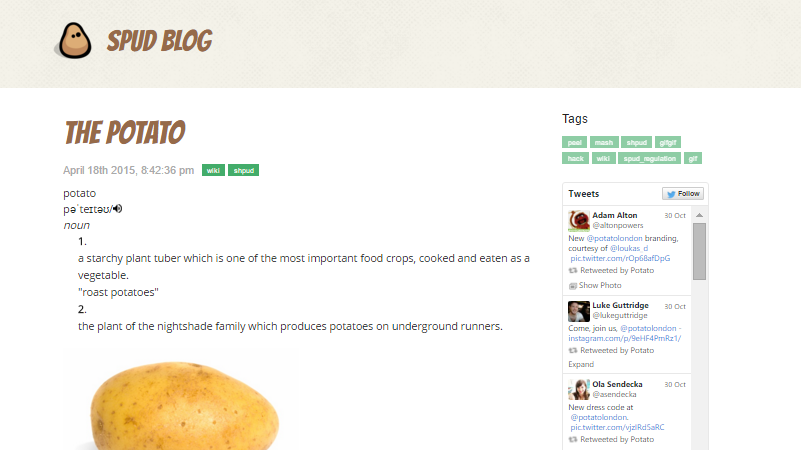 SPUD BLOG
THE POTATO
April 18th 2015, 8:42:36 pm wiki shpud
potato
pəˈteɪtəʊ/
noun
1.
a starchy plant tuber which is one of the most important food crops, cooked and eaten as a
vegetable.
"roast potatoes"
2.
the plant of the nightshade family which produces potatoes on underground runners.
Tags
peel mash shpud gifgif
hack wiki spud_regulation gif
Tweets Follow
Adam Alton 30 Oct
@altonpowers
New @potatolondon branding,
courtesy of @loukas_d
pic.twitter.com/rOp68afDpG
Retweeted by Potato
Show Photo
Luke Guttridge 30 Oct
@lukeguttridge
Come, join us, @potatolondon -
instagram.com/p/9eHF4PmRz1/
Retweeted by Potato
Expand
Ola Sendecka 30 Oct
@asendecka
New dress code at
@potatolondon.
pic.twitter.com/vjzlRd5aRC
Retweeted by Potato